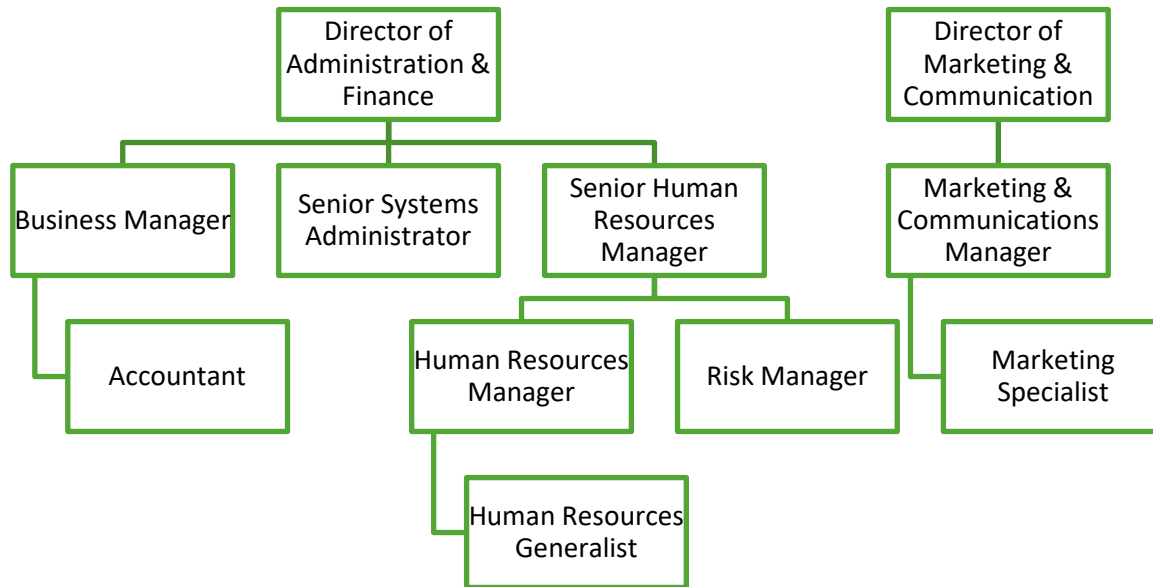 Director of
Administration &
Finance
Director of
Marketing &
Communication
Business Manager
Senior Systems
Administrator
Senior Human
Resources
Manager
Marketing &
Communications
Manager
Accountant
Human Resources
Manager
Risk Manager
Marketing
Specialist
Human Resources
Generalist